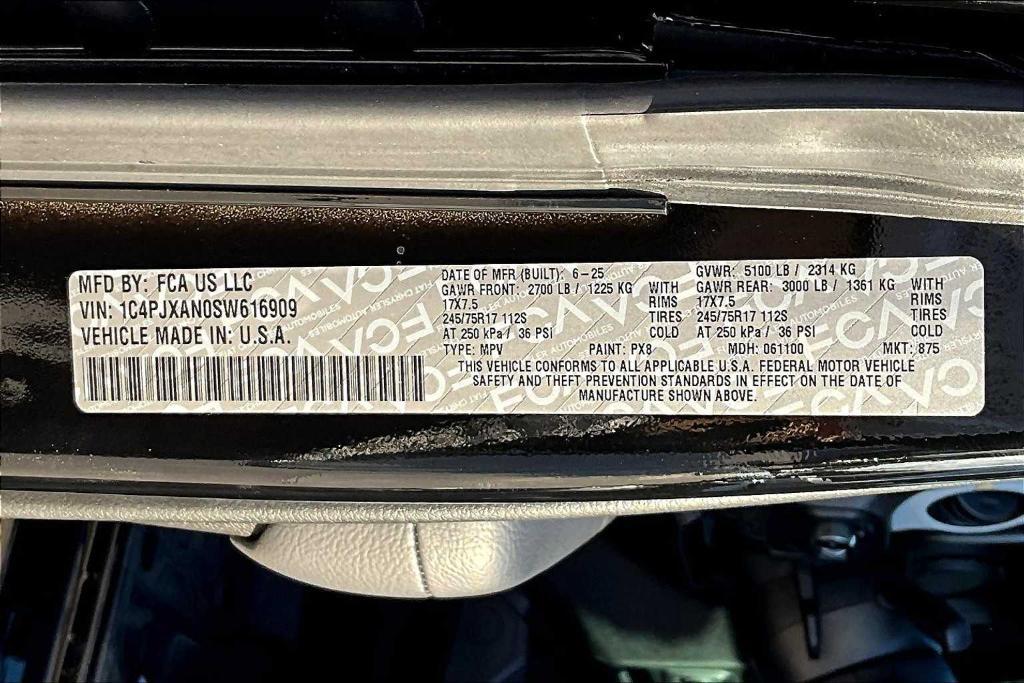 MFD BY: FCA US LLC
VIN: 1C4PJXAN0SW616909
VEHICLE MADE IN: U.S.A.
DATE OF MFR (BUILT): 6-25
GAWR FRONT: 2700 LB / 1225 KG WITH
17X7.5 RIMS
245/75R17 112S TIRES
AT 250 kPa / 36 PSI COLD
GVWR: 5100 LB / 2314 KG
GAWR REAR: 3000 LB / 1361 KG WITH
17X7.5 RIMS
245/75R17 112S TIRES
AT 250 kPa / 36 PSI COLD
TYPE: MPV PAINT: PX8 MDH: 061100 MKT: 875
THIS VEHICLE CONFORMS TO ALL APPLICABLE U.S.A. FEDERAL MOTOR VEHICLE
SAFETY AND THEFT PREVENTION STANDARDS IN EFFECT ON THE DATE OF
MANUFACTURE SHOWN ABOVE.